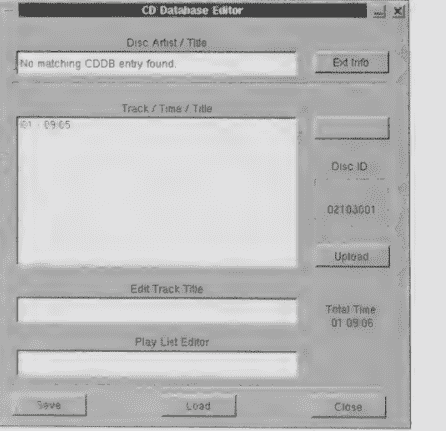 CD Database Editor
Disc Artist / Title
No matching CDDB entry found.
Ext Info
Track / Time / Title
01 09:05
Disc ID
02103601
Upload
Edit Track Title
Total Time
01 09:06
Play List Editor
Save
Load
Close